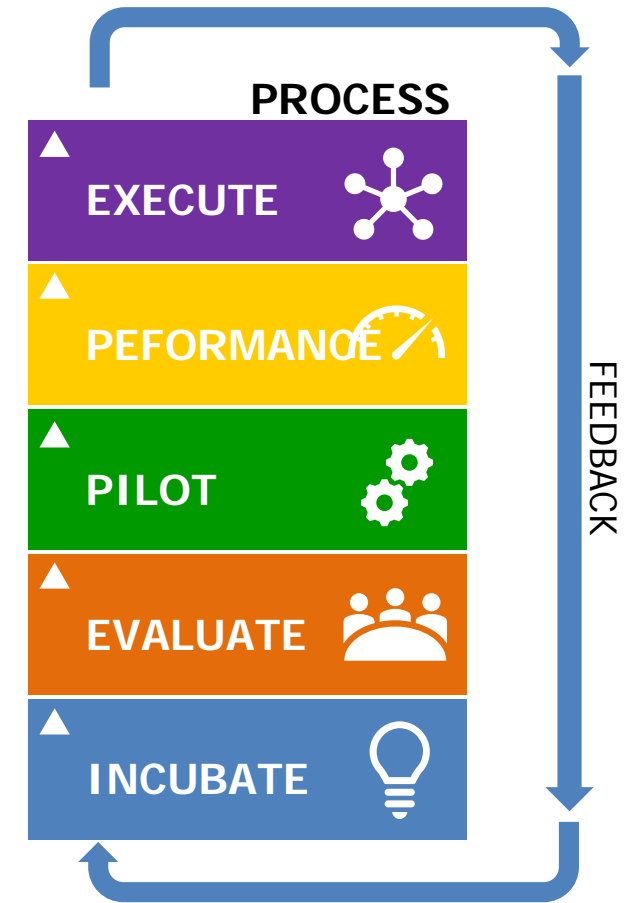 PROCESS
EXECUTE
PEFORMANCE
PILOT
EVALUATE
INCUBATE
FEEDBACK